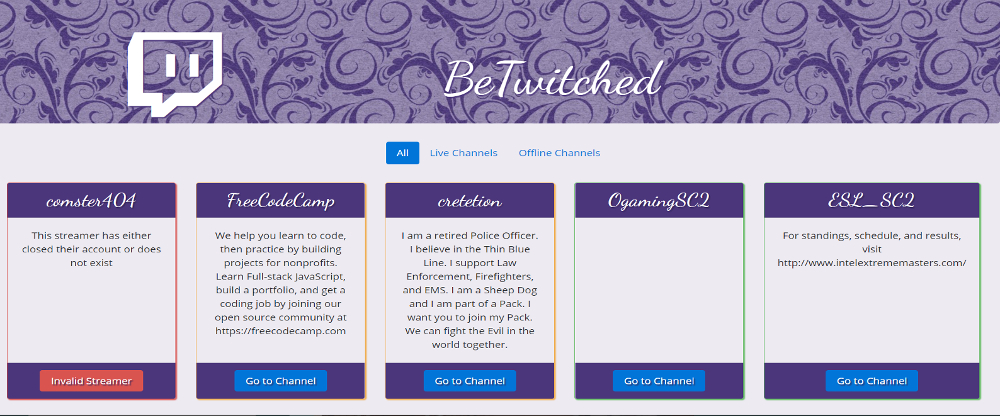 BeTwitched
All Live Channels Offline Channels
comster404
This streamer has either
closed their account or does
not exist
Invalid Streamer
FreeCodeCamp
We help you learn to code,
then practice by building
projects for nonprofits.
Learn Full-stack JavaScript,
build a portfolio, and get a
coding job by joining our
open source community at
https://freecodecamp.com
Go to Channel
cretetion
I am a retired Police Officer.
I believe in the Thin Blue
Line. I support Law
Enforcement, Firefighters,
and EMS. I am a Sheep Dog
and I am part of a Pack. I
want you to join my Pack.
We can fight the Evil in the
world together.
Go to Channel
OgamingSC2
Go to Channel
ESL_SC2
For standings, schedule, and results,
visit
http://www.intelextrememasters.com/
Go to Channel